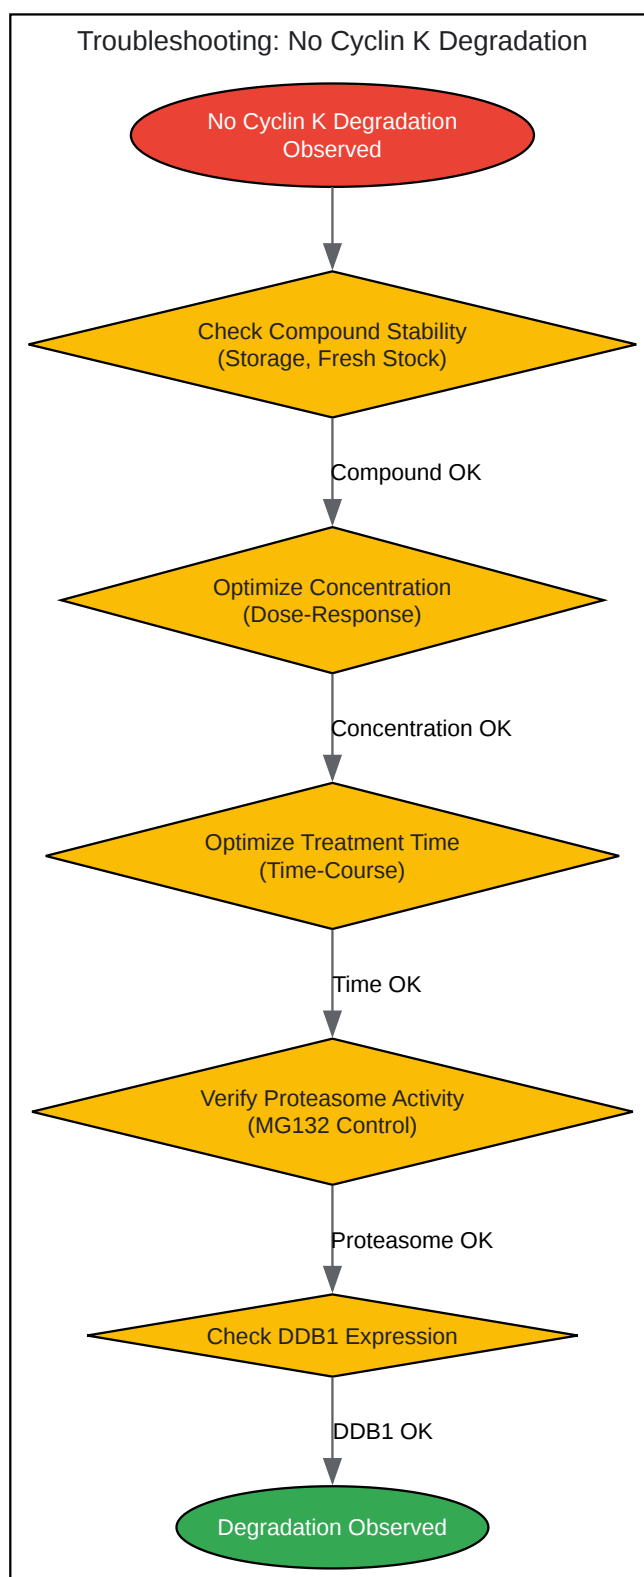 Troubleshooting: No Cyclin K Degradation
No Cyclin K Degradation
Observed
Check Compound Stability
(Storage, Fresh Stock)
Compound OK
Optimize Concentration
(Dose-Response)
Concentration OK
Optimize Treatment Time
(Time-Course)
Time OK
Verify Proteasome Activity
(MG132 Control)
Proteasome OK
Check DDB1 Expression
DDB1 OK
Degradation Observed